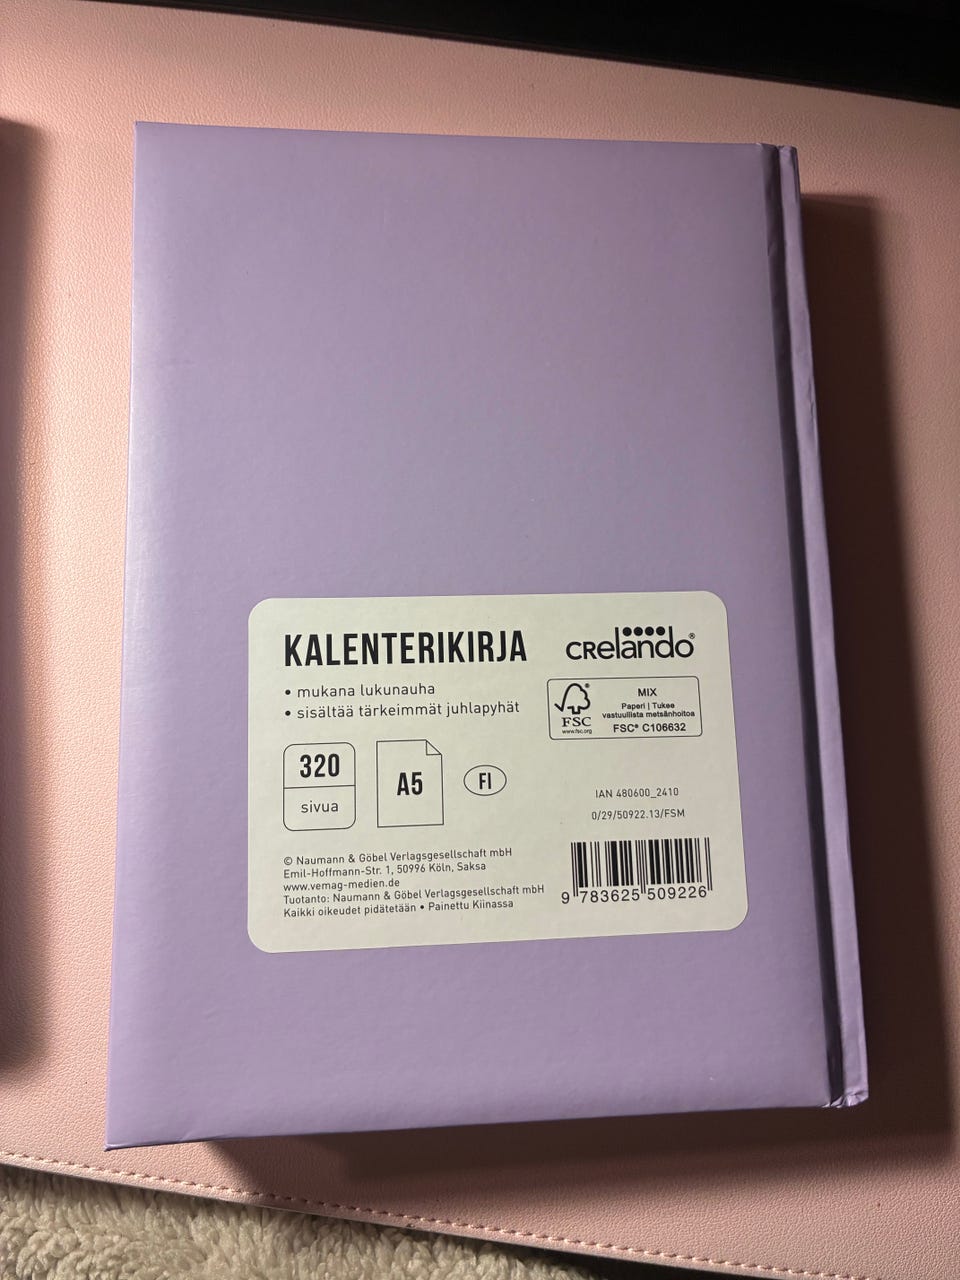 KALENTERIKIRJA
• mukana lukunauha
• sisältää tärkeimmät juhlapyhät
crelando®
FSC®
www.fsc.org
MIX
Paperi | Tukee
vastuullista metsänhoitoa
FSC® C106632
320
sivua
A5
FI
IAN 480600_2410
0/29/50922.13/FSM
© Naumann & Göbel Verlagsgesellschaft mbH
Emil-Hoffmann-Str. 1, 50996 Köln, Saksa
www.vemag-medien.de
Tuotanto: Naumann & Göbel Verlagsgesellschaft mbH
Kaikki oikeudet pidätetään • Painettu Kiinassa
9 783625 509226